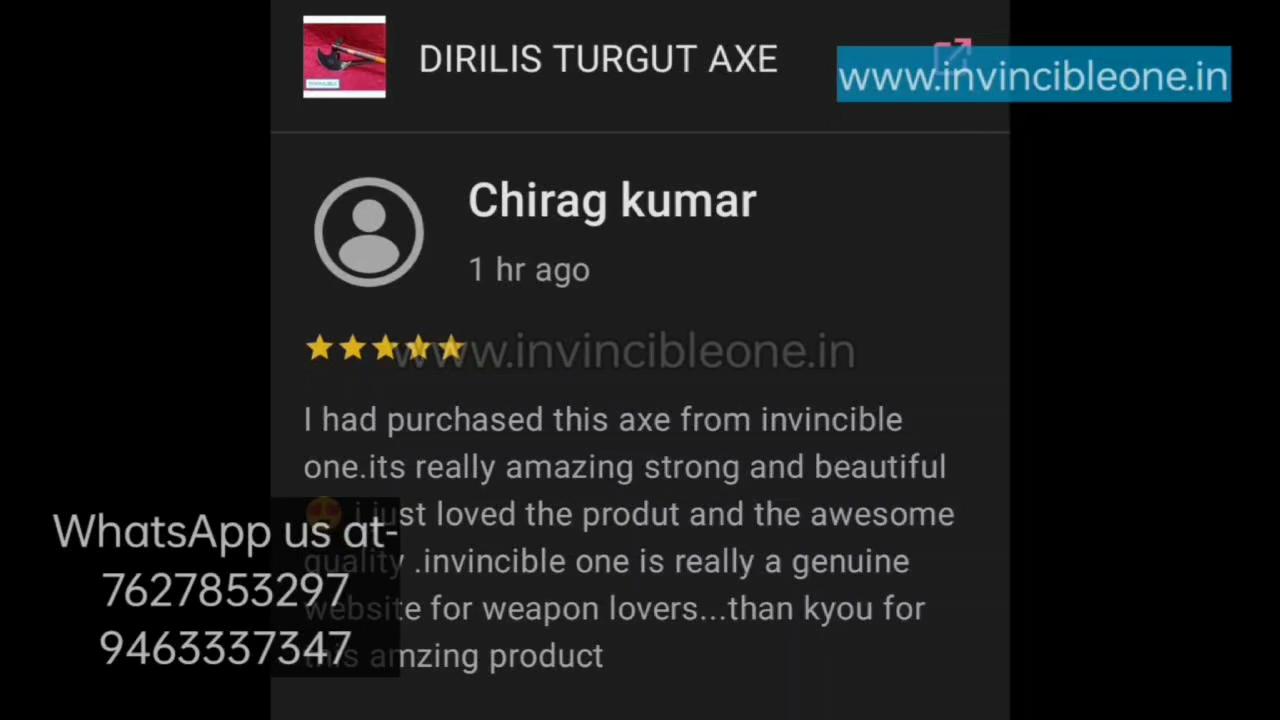 DIRILIS TURGUT AXE
www.invincibleone.in
Chirag kumar
1 hr ago
www.invincibleone.in
I had purchased this axe from invincible
one.its really amazing strong and beautiful
😍 i just loved the produt and the awesome
quality .invincible one is really a genuine
website for weapon lovers...than kyou for
this amzing product
WhatsApp us at-
7627853297
9463337347